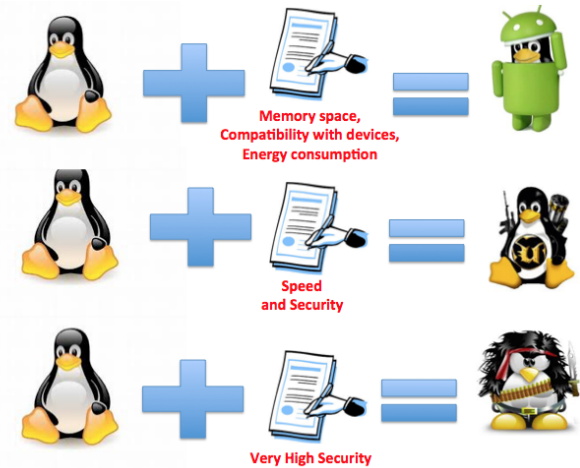 Memory space,
Compatibility with devices,
Energy consumption
Speed
and Security
Very High Security